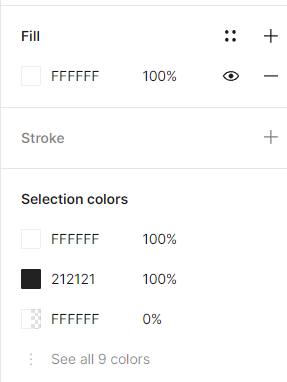 Fill
FFFFFF 100%
Stroke
Selection colors
FFFFFF 100%
212121 100%
FFFFFF 0%
See all 9 colors